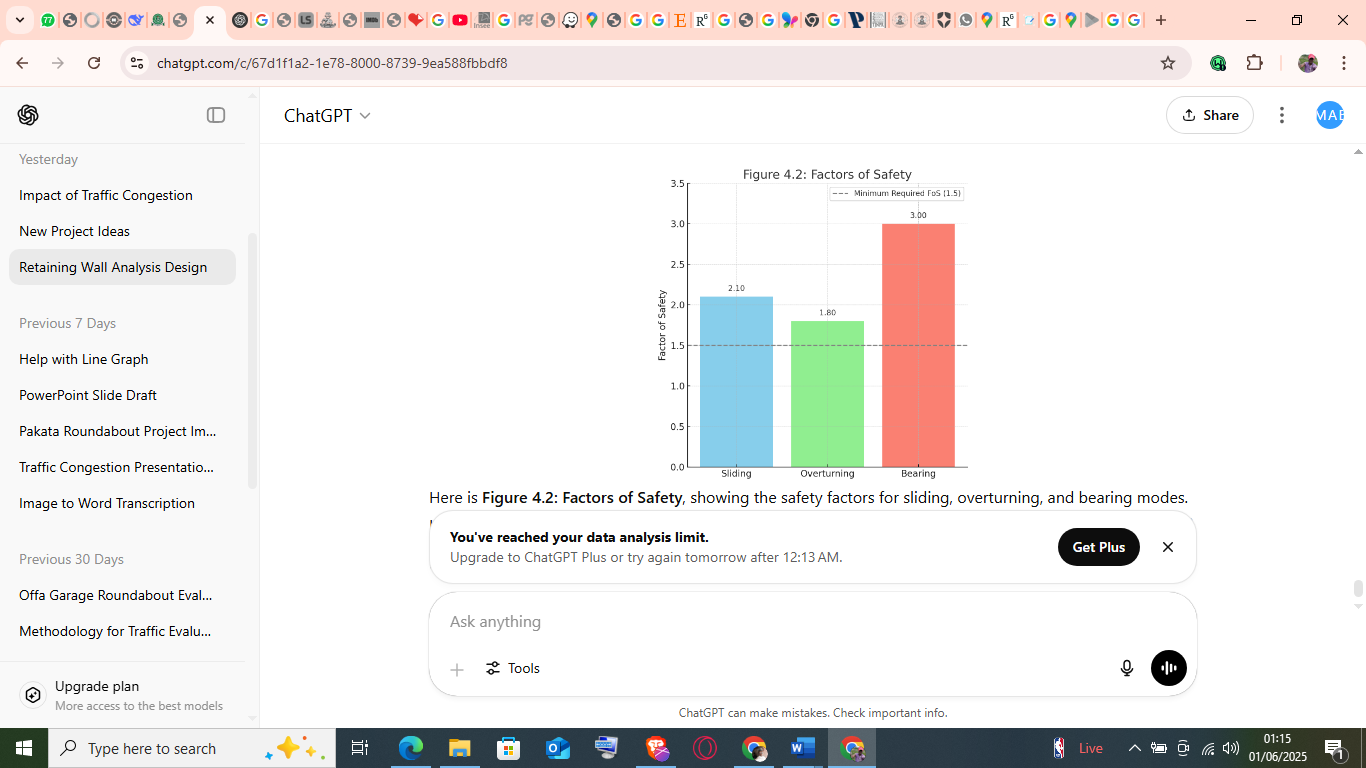 chatgpt.com/c/67d1f1a2-1e78-8000-8739-9ea588fbbdf8
ChatGPT
Share
MAE
Yesterday
Impact of Traffic Congestion
New Project Ideas
Retaining Wall Analysis Design
Previous 7 Days
Help with Line Graph
PowerPoint Slide Draft
Pakata Roundabout Project Im...
Traffic Congestion Presentatio...
Image to Word Transcription
Previous 30 Days
Offa Garage Roundabout Eval...
Methodology for Traffic Evalu...
Upgrade plan
More access to the best models
Figure 4.2: Factors of Safety
Minimum Required FoS (1.5)
Factor of Safety
3.5
3.0
2.5
2.0
1.5
1.0
0.5
0.0
2.10
1.80
3.00
Sliding
Overturning
Bearing
Here is Figure 4.2: Factors of Safety, showing the safety factors for sliding, overturning, and bearing modes.
You've reached your data analysis limit.
Upgrade to ChatGPT Plus or try again tomorrow after 12:13 AM.
Get Plus
Ask anything
Tools
ChatGPT can make mistakes. Check important info.
Type here to search
Live
01:15
01/06/2025
1